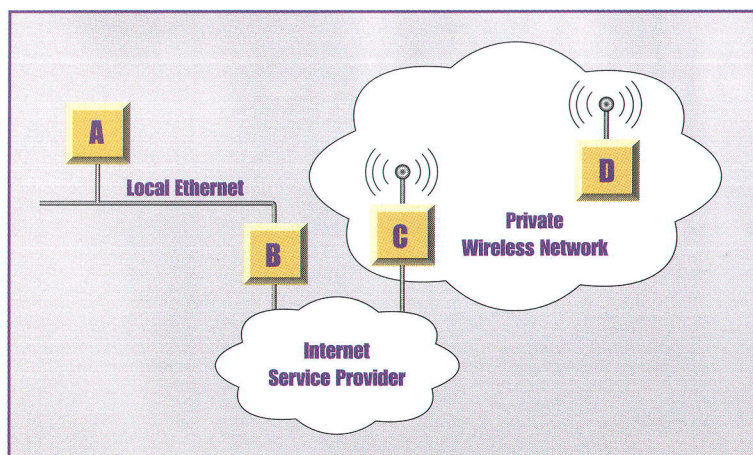 A
Local Ethernet
B
C
D
Private
Wireless Network
Internet
Service Provider